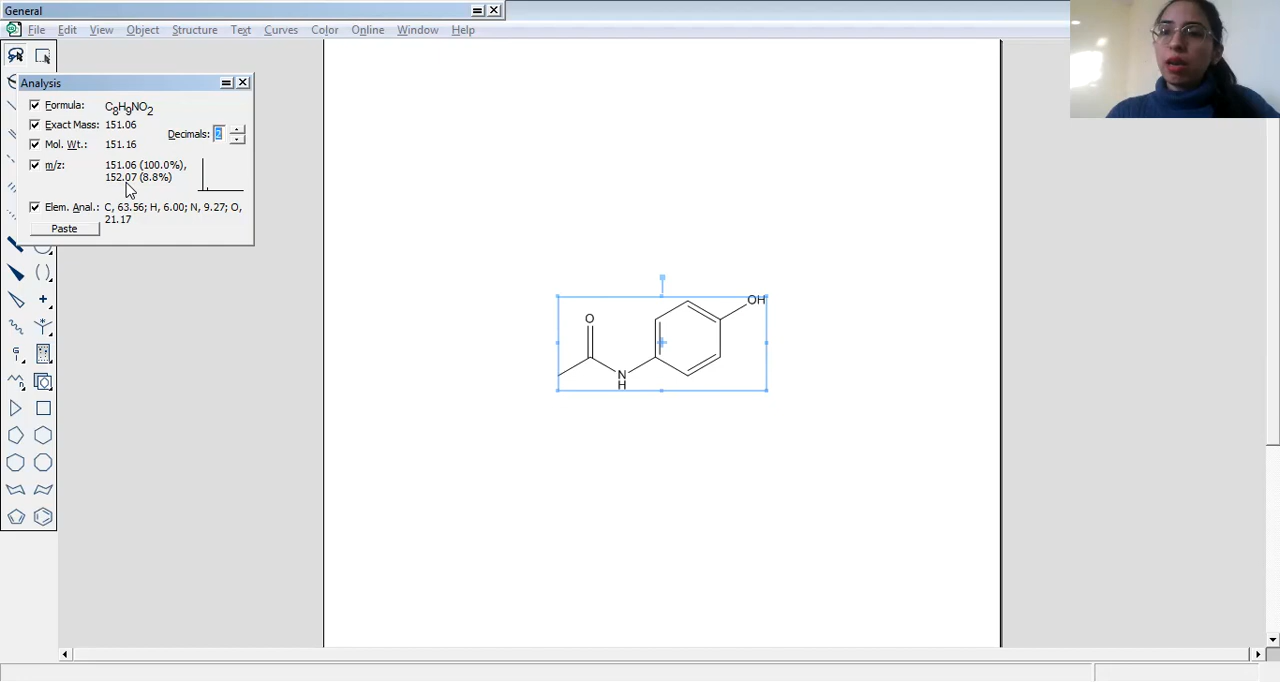 General
File Edit View Object Structure Text Curves Color Online Window Help
Analysis
Formula: C8H9NO2
Exact Mass: 151.06
Decimals: 2
Mol. Wt.: 151.16
m/z: 151.06 (100.0%),
152.07 (8.8%)
Elem. Anal.: C, 63.56; H, 6.00; N, 9.27; O,
21.17
Paste
OH
O
N
H